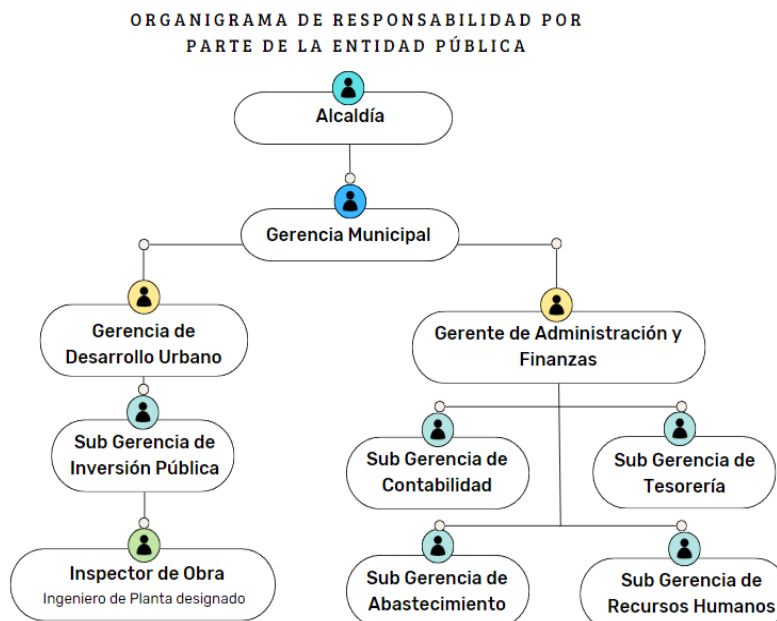 ORGANIGRAMA DE RESPONSABILIDAD POR
PARTE DE LA ENTIDAD PÚBLICA
Alcaldía
Gerencia Municipal
Gerencia de
Desarrollo Urbano
Gerente de Administración y
Finanzas
Sub Gerencia de
Inversión Pública
Sub Gerencia de
Contabilidad
Sub Gerencia de
Tesorería
Inspector de Obra
Ingeniero de Planta designado
Sub Gerencia de
Abastecimiento
Sub Gerencia de
Recursos Humanos